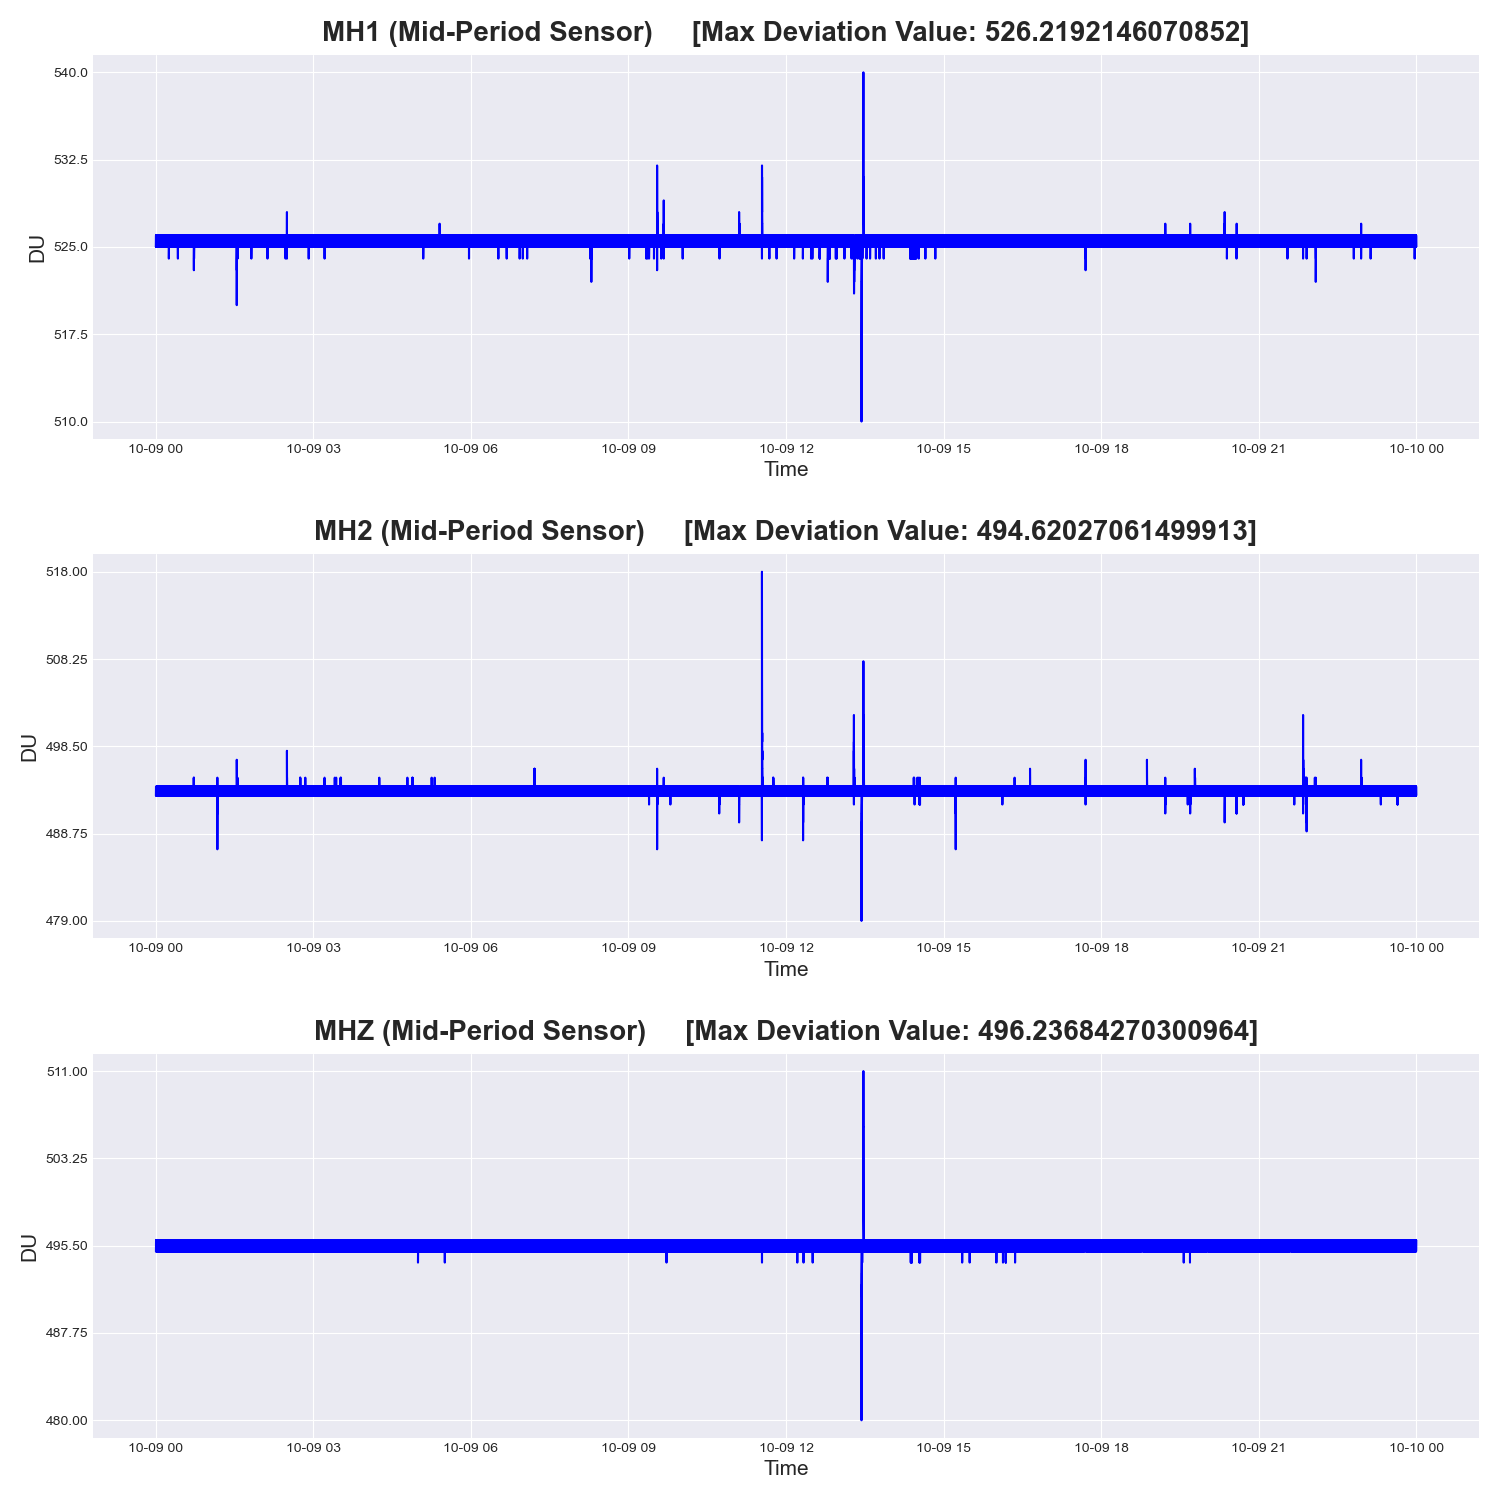 MH1 (Mid-Period Sensor) [Max Deviation Value: 526.2192146070852]
540.0
532.5
525.0
517.5
510.0
DU
10-09 00 10-09 03 10-09 06 10-09 09 10-09 12 10-09 15 10-09 18 10-09 21 10-10 00
Time
MH2 (Mid-Period Sensor) [Max Deviation Value: 494.62027061499913]
518.00
508.25
498.50
488.75
479.00
DU
10-09 00 10-09 03 10-09 06 10-09 09 10-09 12 10-09 15 10-09 18 10-09 21 10-10 00
Time
MHZ (Mid-Period Sensor) [Max Deviation Value: 496.23684270300964]
511.00
503.25
495.50
487.75
480.00
DU
10-09 00 10-09 03 10-09 06 10-09 09 10-09 12 10-09 15 10-09 18 10-09 21 10-10 00
Time